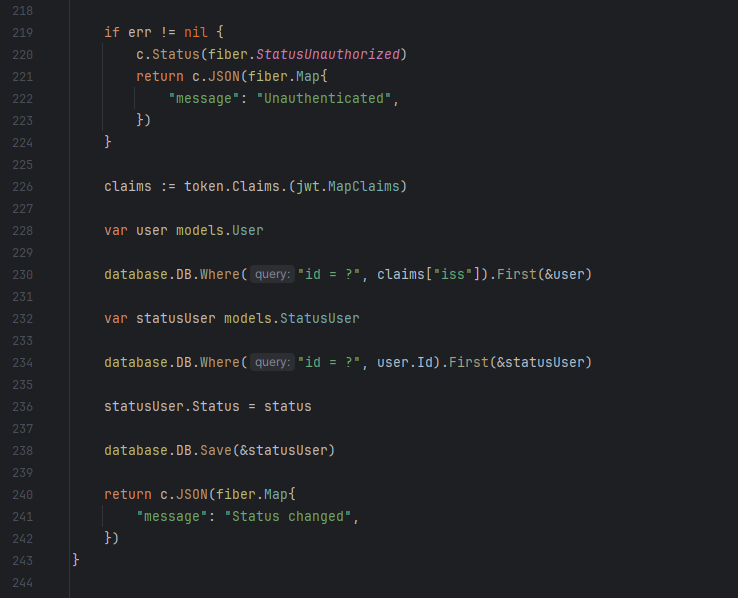 218
219 if err != nil {
220 c.Status(fiber.StatusUnauthorized)
221 return c.JSON(fiber.Map{
222 "message": "Unauthenticated",
223 })
224 }
225
226 claims := token.Claims.(jwt.MapClaims)
227
228 var user models.User
229
230 database.DB.Where( query: "id = ?", claims["iss"]).First(&user)
231
232 var statusUser models.StatusUser
233
234 database.DB.Where( query: "id = ?", user.Id).First(&statusUser)
235
236 statusUser.Status = status
237
238 database.DB.Save(&statusUser)
239
240 return c.JSON(fiber.Map{
241 "message": "Status changed",
242 })
243 }
244